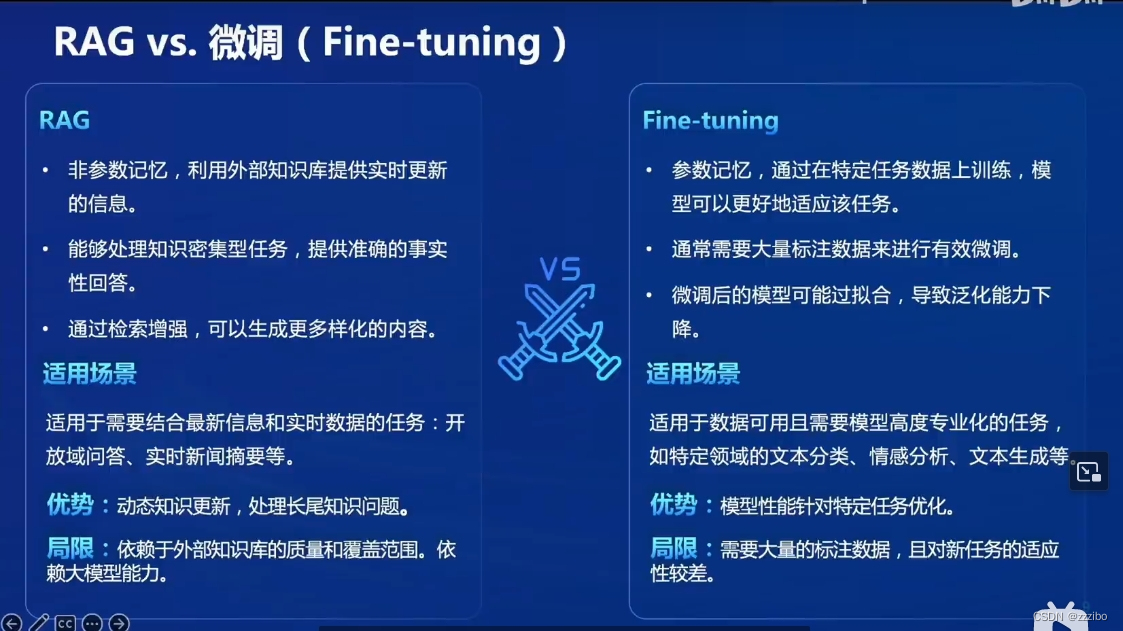 RAG vs. 微调（Fine-tuning）
RAG
• 非参数记忆，利用外部知识库提供实时更新
的信息。
• 能够处理知识密集型任务，提供准确的事实
性回答。
• 通过检索增强，可以生成更多样化的内容。
适用场景
适用于需要结合最新信息和实时数据的任务：开
放域问答、实时新闻摘要等。
优势：动态知识更新，处理长尾知识问题。
局限：依赖于外部知识库的质量和覆盖范围。依
赖大模型能力。
VS
Fine-tuning
• 参数记忆，通过在特定任务数据上训练，模
型可以更好地适应该任务。
• 通常需要大量标注数据来进行有效微调。
• 微调后的模型可能过拟合，导致泛化能力下
降。
适用场景
适用于数据可用且需要模型高度专业化的任务，
如特定领域的文本分类、情感分析、文本生成等。
优势：模型性能针对特定任务优化。
局限：需要大量的标注数据，且对新任务的适应
性较差。
CC
CSDN @zzzibo